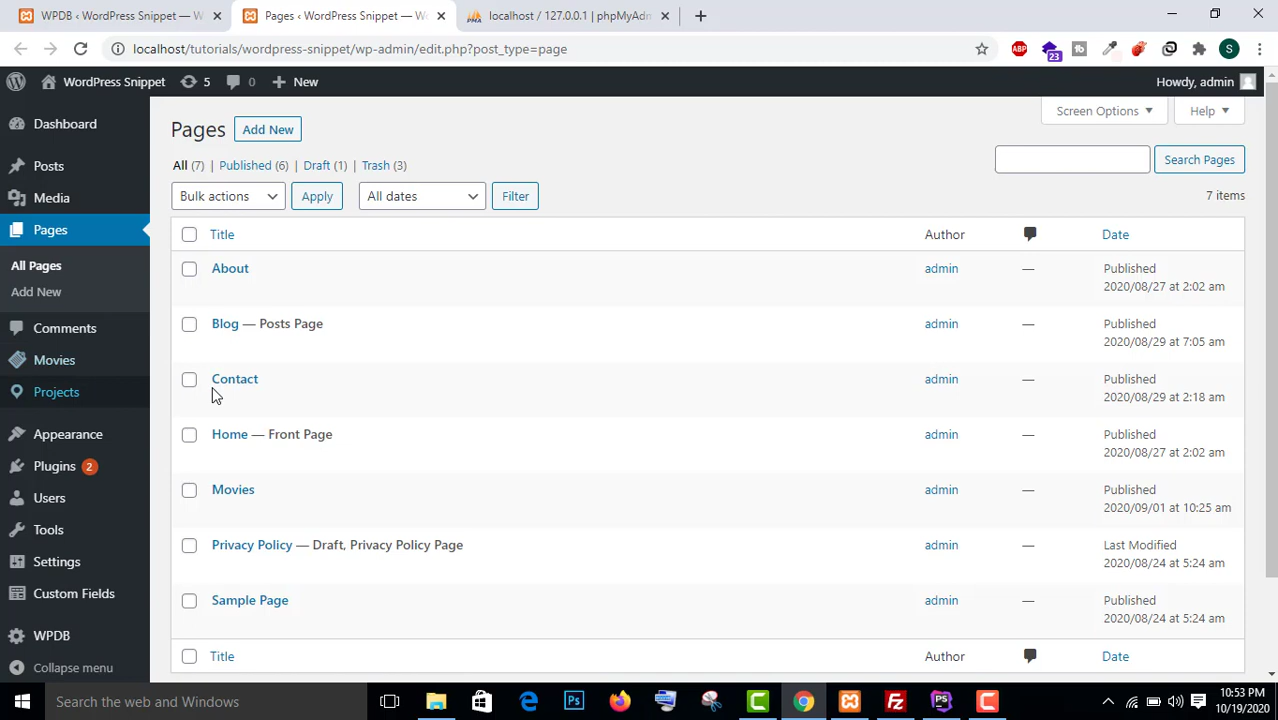 WPDB ‹ WordPress Snippet — W
Pages ‹ WordPress Snippet — Wo
localhost / 127.0.0.1 | phpMyAdm
localhost/tutorials/wordpress-snippet/wp-admin/edit.php?post_type=page
ABP
23
S
WordPress Snippet
5
0
New
Howdy, admin
Dashboard
Posts
Media
Pages
All Pages
Add New
Comments
Movies
Projects
Appearance
Plugins 2
Users
Tools
Settings
Custom Fields
WPDB
Collapse menu
Screen Options
Help
Pages
Add New
All (7) | Published (6) | Draft (1) | Trash (3)
Search Pages
Bulk actions
Apply
All dates
Filter
7 items
Title Author Date
About admin — Published
2020/08/27 at 2:02 am
Blog — Posts Page admin — Published
2020/08/29 at 7:05 am
Contact admin — Published
2020/08/29 at 2:18 am
Home — Front Page admin — Published
2020/08/27 at 2:02 am
Movies admin — Published
2020/09/01 at 10:25 am
Privacy Policy — Draft, Privacy Policy Page admin — Last Modified
2020/08/24 at 5:24 am
Sample Page admin — Published
2020/08/24 at 5:24 am
Title Author Date
Search the web and Windows
10:53 PM
10/19/2020